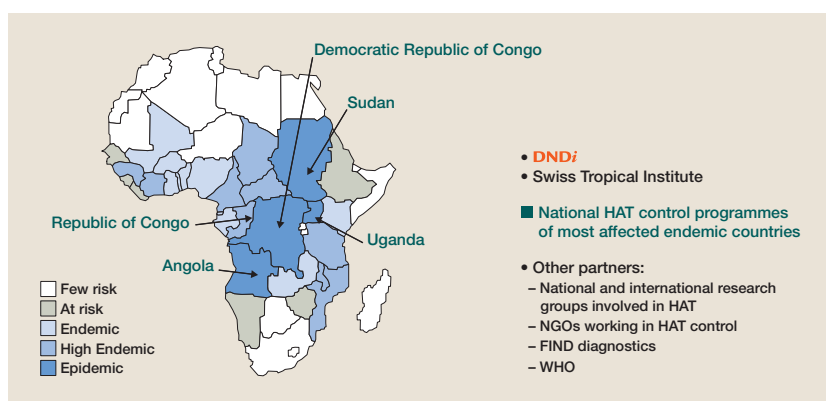 Democratic Republic of Congo
Sudan
Republic of Congo
Uganda
Angola
Few risk
At risk
Endemic
High Endemic
Epidemic
• DNDi
• Swiss Tropical Institute
National HAT control programmes
of most affected endemic countries
• Other partners:
– National and international research
groups involved in HAT
– NGOs working in HAT control
– FIND diagnostics
– WHO